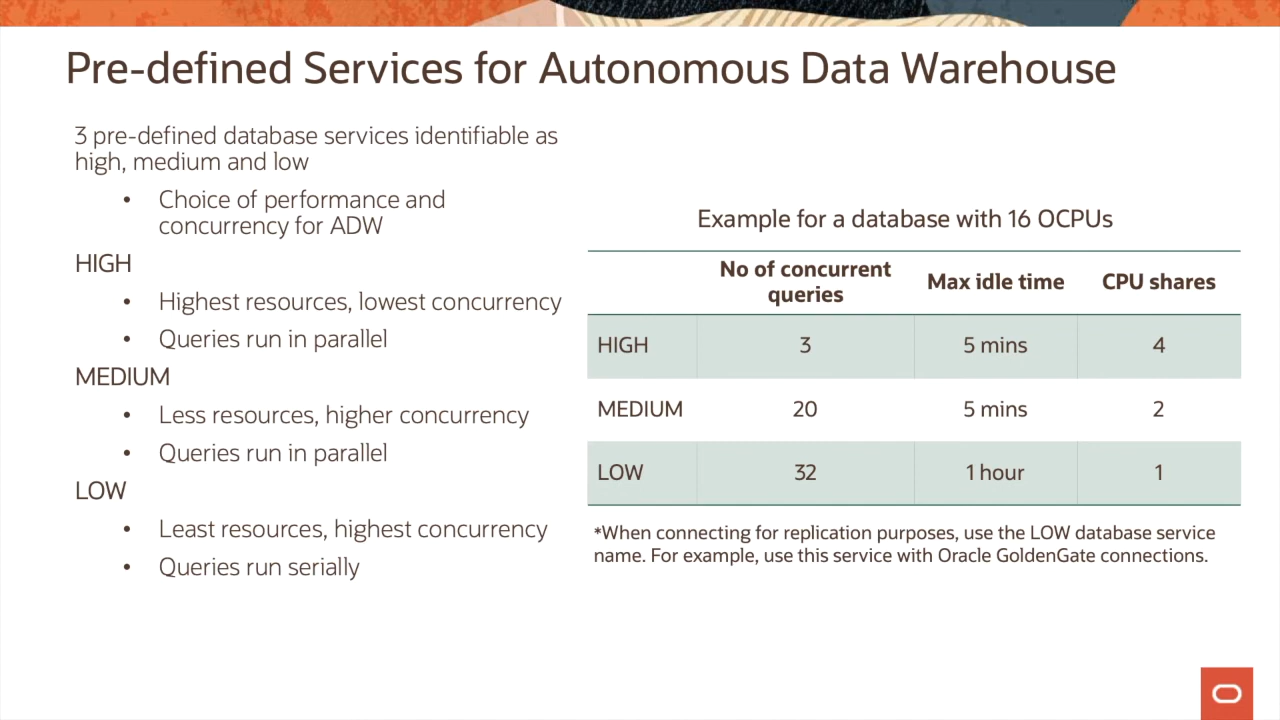 Pre-defined Services for Autonomous Data Warehouse
3 pre-defined database services identifiable as
high, medium and low
• Choice of performance and
concurrency for ADW
HIGH
• Highest resources, lowest concurrency
• Queries run in parallel
MEDIUM
• Less resources, higher concurrency
• Queries run in parallel
LOW
• Least resources, highest concurrency
• Queries run serially
Example for a database with 16 OCPUs
No of concurrent
queries
Max idle time
CPU shares
HIGH 3 5 mins 4
MEDIUM 20 5 mins 2
LOW 32 1 hour 1
*When connecting for replication purposes, use the LOW database service
name. For example, use this service with Oracle GoldenGate connections.